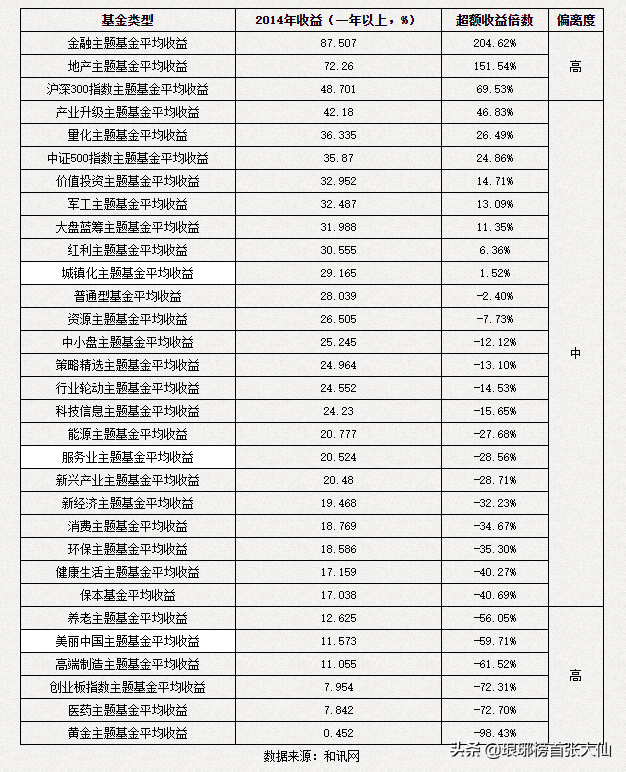 基金类型 2014年收益（一年以上，%） 超额收益倍数 偏离度
金融主题基金平均收益 87.507 204.62%
地产主题基金平均收益 72.26 151.54% 高
沪深300指数主题基金平均收益 48.701 69.53%
产业升级主题基金平均收益 42.18 46.83%
量化主题基金平均收益 36.335 26.49%
中证500指数主题基金平均收益 35.87 24.86%
价值投资主题基金平均收益 32.952 14.71%
军工主题基金平均收益 32.487 13.09%
大盘蓝筹主题基金平均收益 31.988 11.35%
红利主题基金平均收益 30.555 6.36%
城镇化主题基金平均收益 29.165 1.52%
普通型基金平均收益 28.039 -2.40%
资源主题基金平均收益 26.505 -7.73%
中小盘主题基金平均收益 25.245 -12.12% 中
策略精选主题基金平均收益 24.964 -13.10%
行业轮动主题基金平均收益 24.552 -14.53%
科技信息主题基金平均收益 24.23 -15.65%
能源主题基金平均收益 20.777 -27.68%
服务业主题基金平均收益 20.524 -28.56%
新兴产业主题基金平均收益 20.48 -28.71%
新经济主题基金平均收益 19.468 -32.23%
消费主题基金平均收益 18.769 -34.67%
环保主题基金平均收益 18.586 -35.30%
健康生活主题基金平均收益 17.159 -40.27%
保本基金平均收益 17.038 -40.69%
养老主题基金平均收益 12.625 -56.05%
美丽中国主题基金平均收益 11.573 -59.71%
高端制造主题基金平均收益 11.055 -61.52% 高
创业板指数主题基金平均收益 7.954 -72.31%
医药主题基金平均收益 7.842 -72.70%
黄金主题基金平均收益 0.452 -98.43%
数据来源：和讯网
头条 @琅琊榜首张大仙